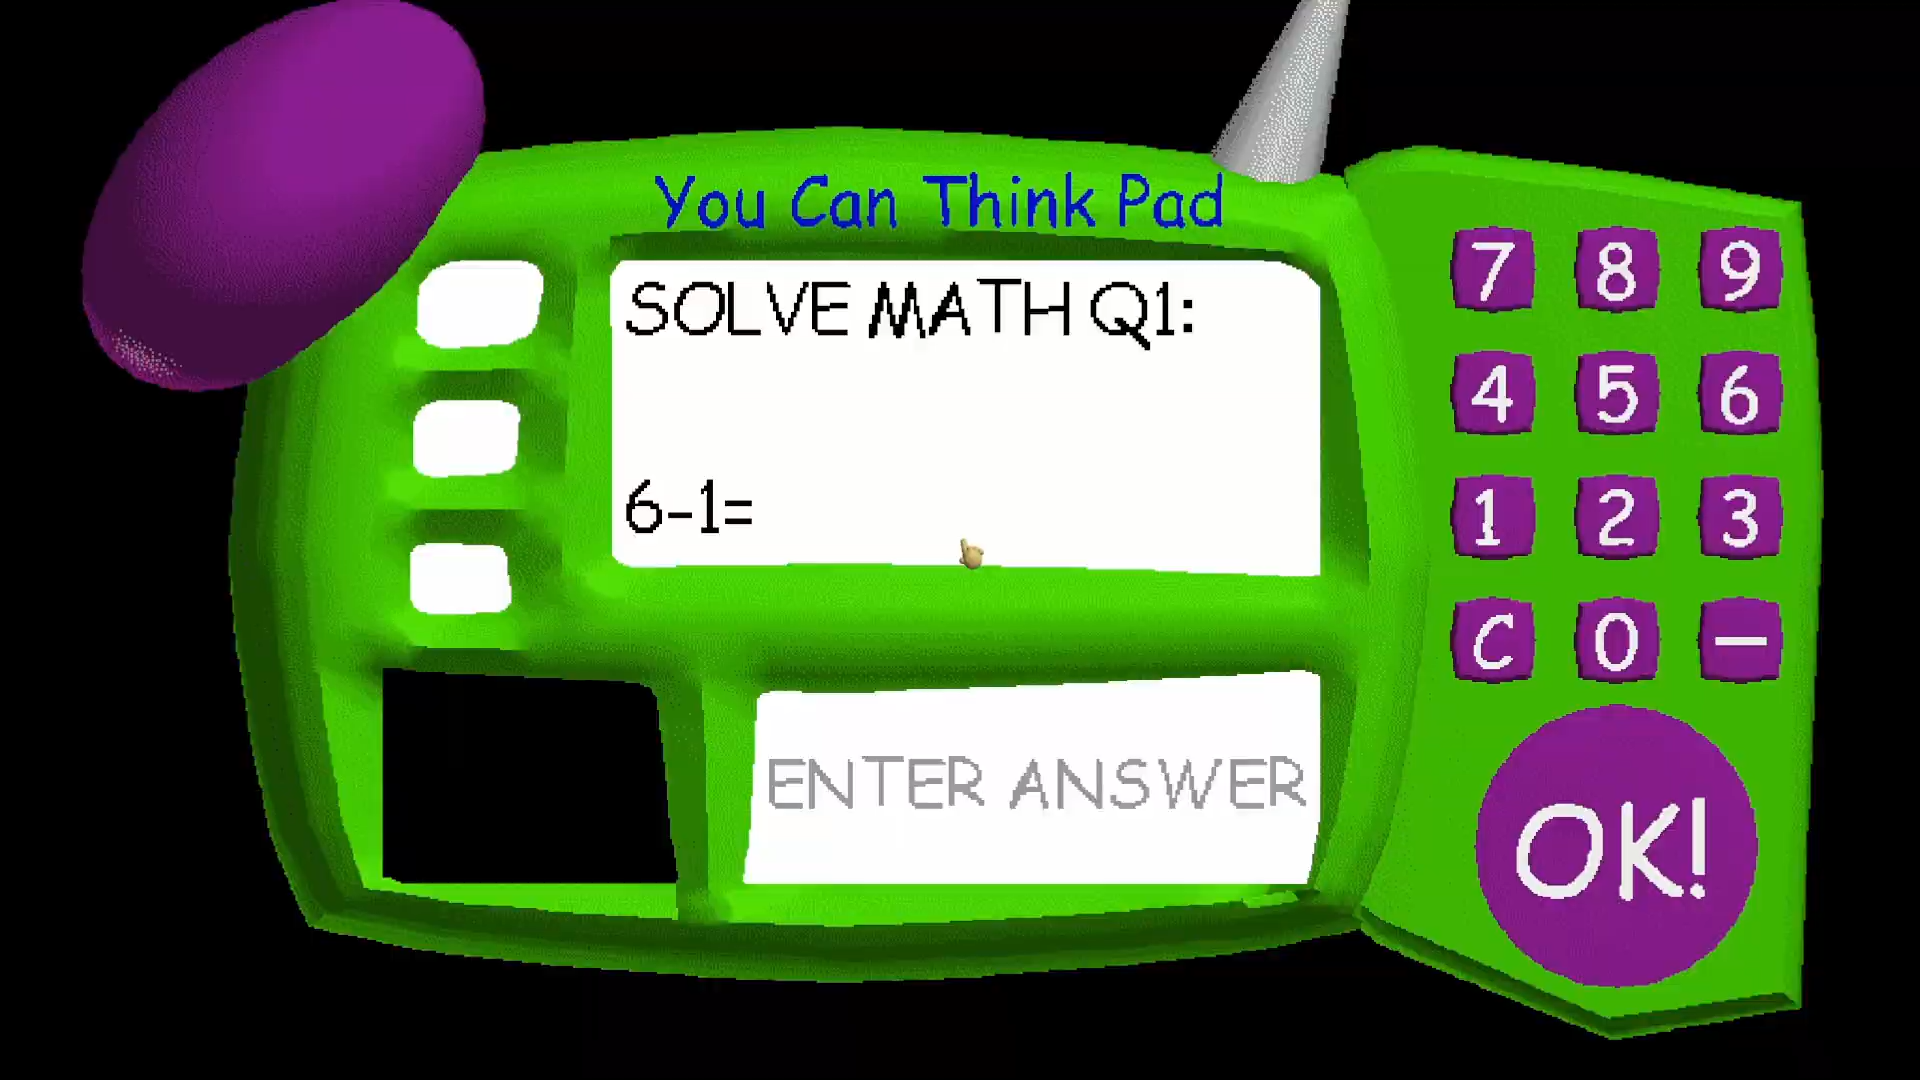 You Can Think Pad
SOLVE MATH Q1:
6-1=
ENTER ANSWER
7 8 9
4 5 6
1 2 3
C 0 –
OK!